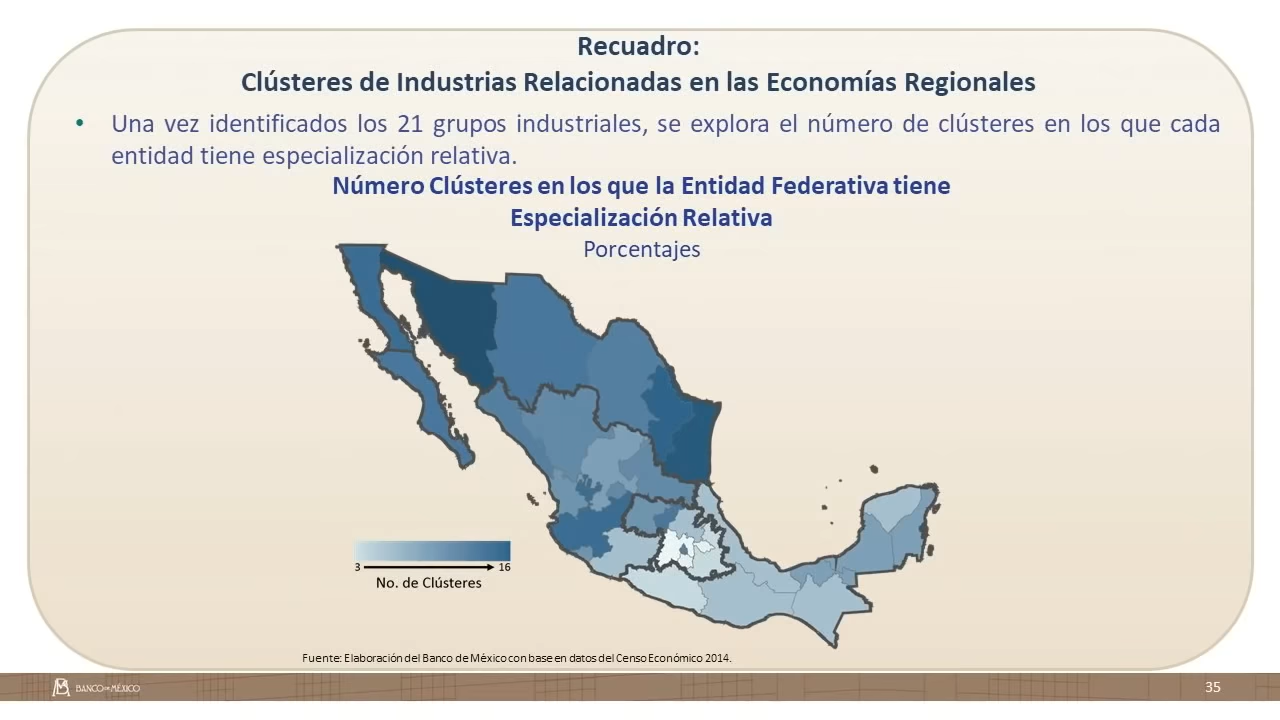 Recuadro:
Clústeres de Industrias Relacionadas en las Economías Regionales
• Una vez identificados los 21 grupos industriales, se explora el número de clústeres en los que cada
entidad tiene especialización relativa.
Número Clústeres en los que la Entidad Federativa tiene
Especialización Relativa
Porcentajes
3 16
No. de Clústeres
Fuente: Elaboración del Banco de México con base en datos del Censo Económico 2014.
BANCO DE MÉXICO
35